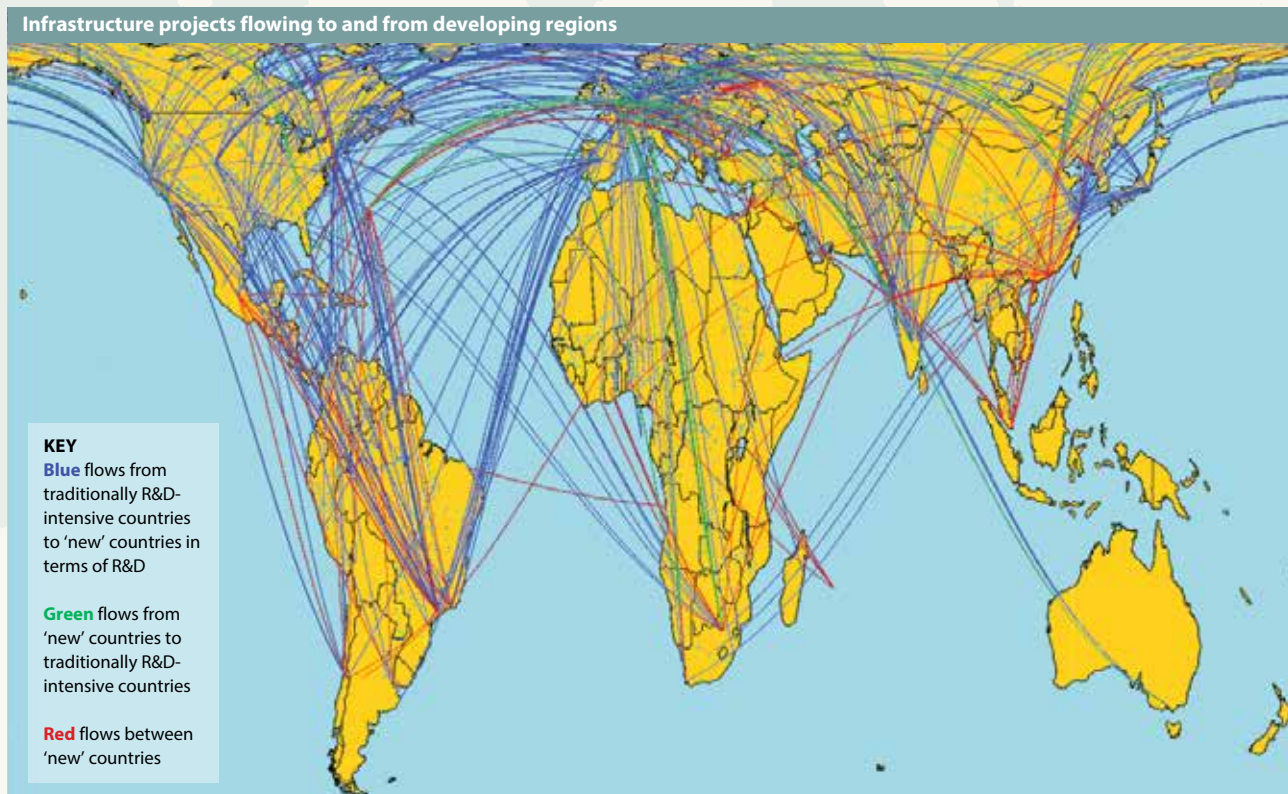 Infrastructure projects flowing to and from developing regions
KEY
Blue flows from
traditionally R&D-
intensive countries
to ‘new’ countries in
terms of R&D
Green flows from
‘new’ countries to
traditionally R&D-
intensive countries
Red flows between
‘new’ countries